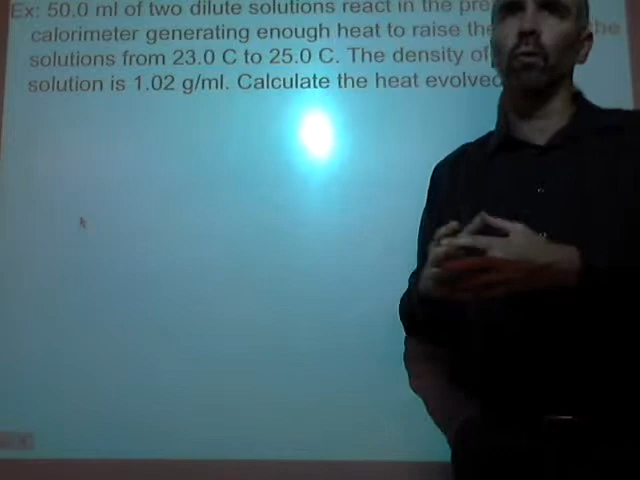 Ex: 50.0 ml of two dilute solutions react in the
calorimeter generating enough heat to raise the he
solutions from 23.0 C to 25.0 C. The density of
solution is 1.02 g/ml. Calculate the heat evolved